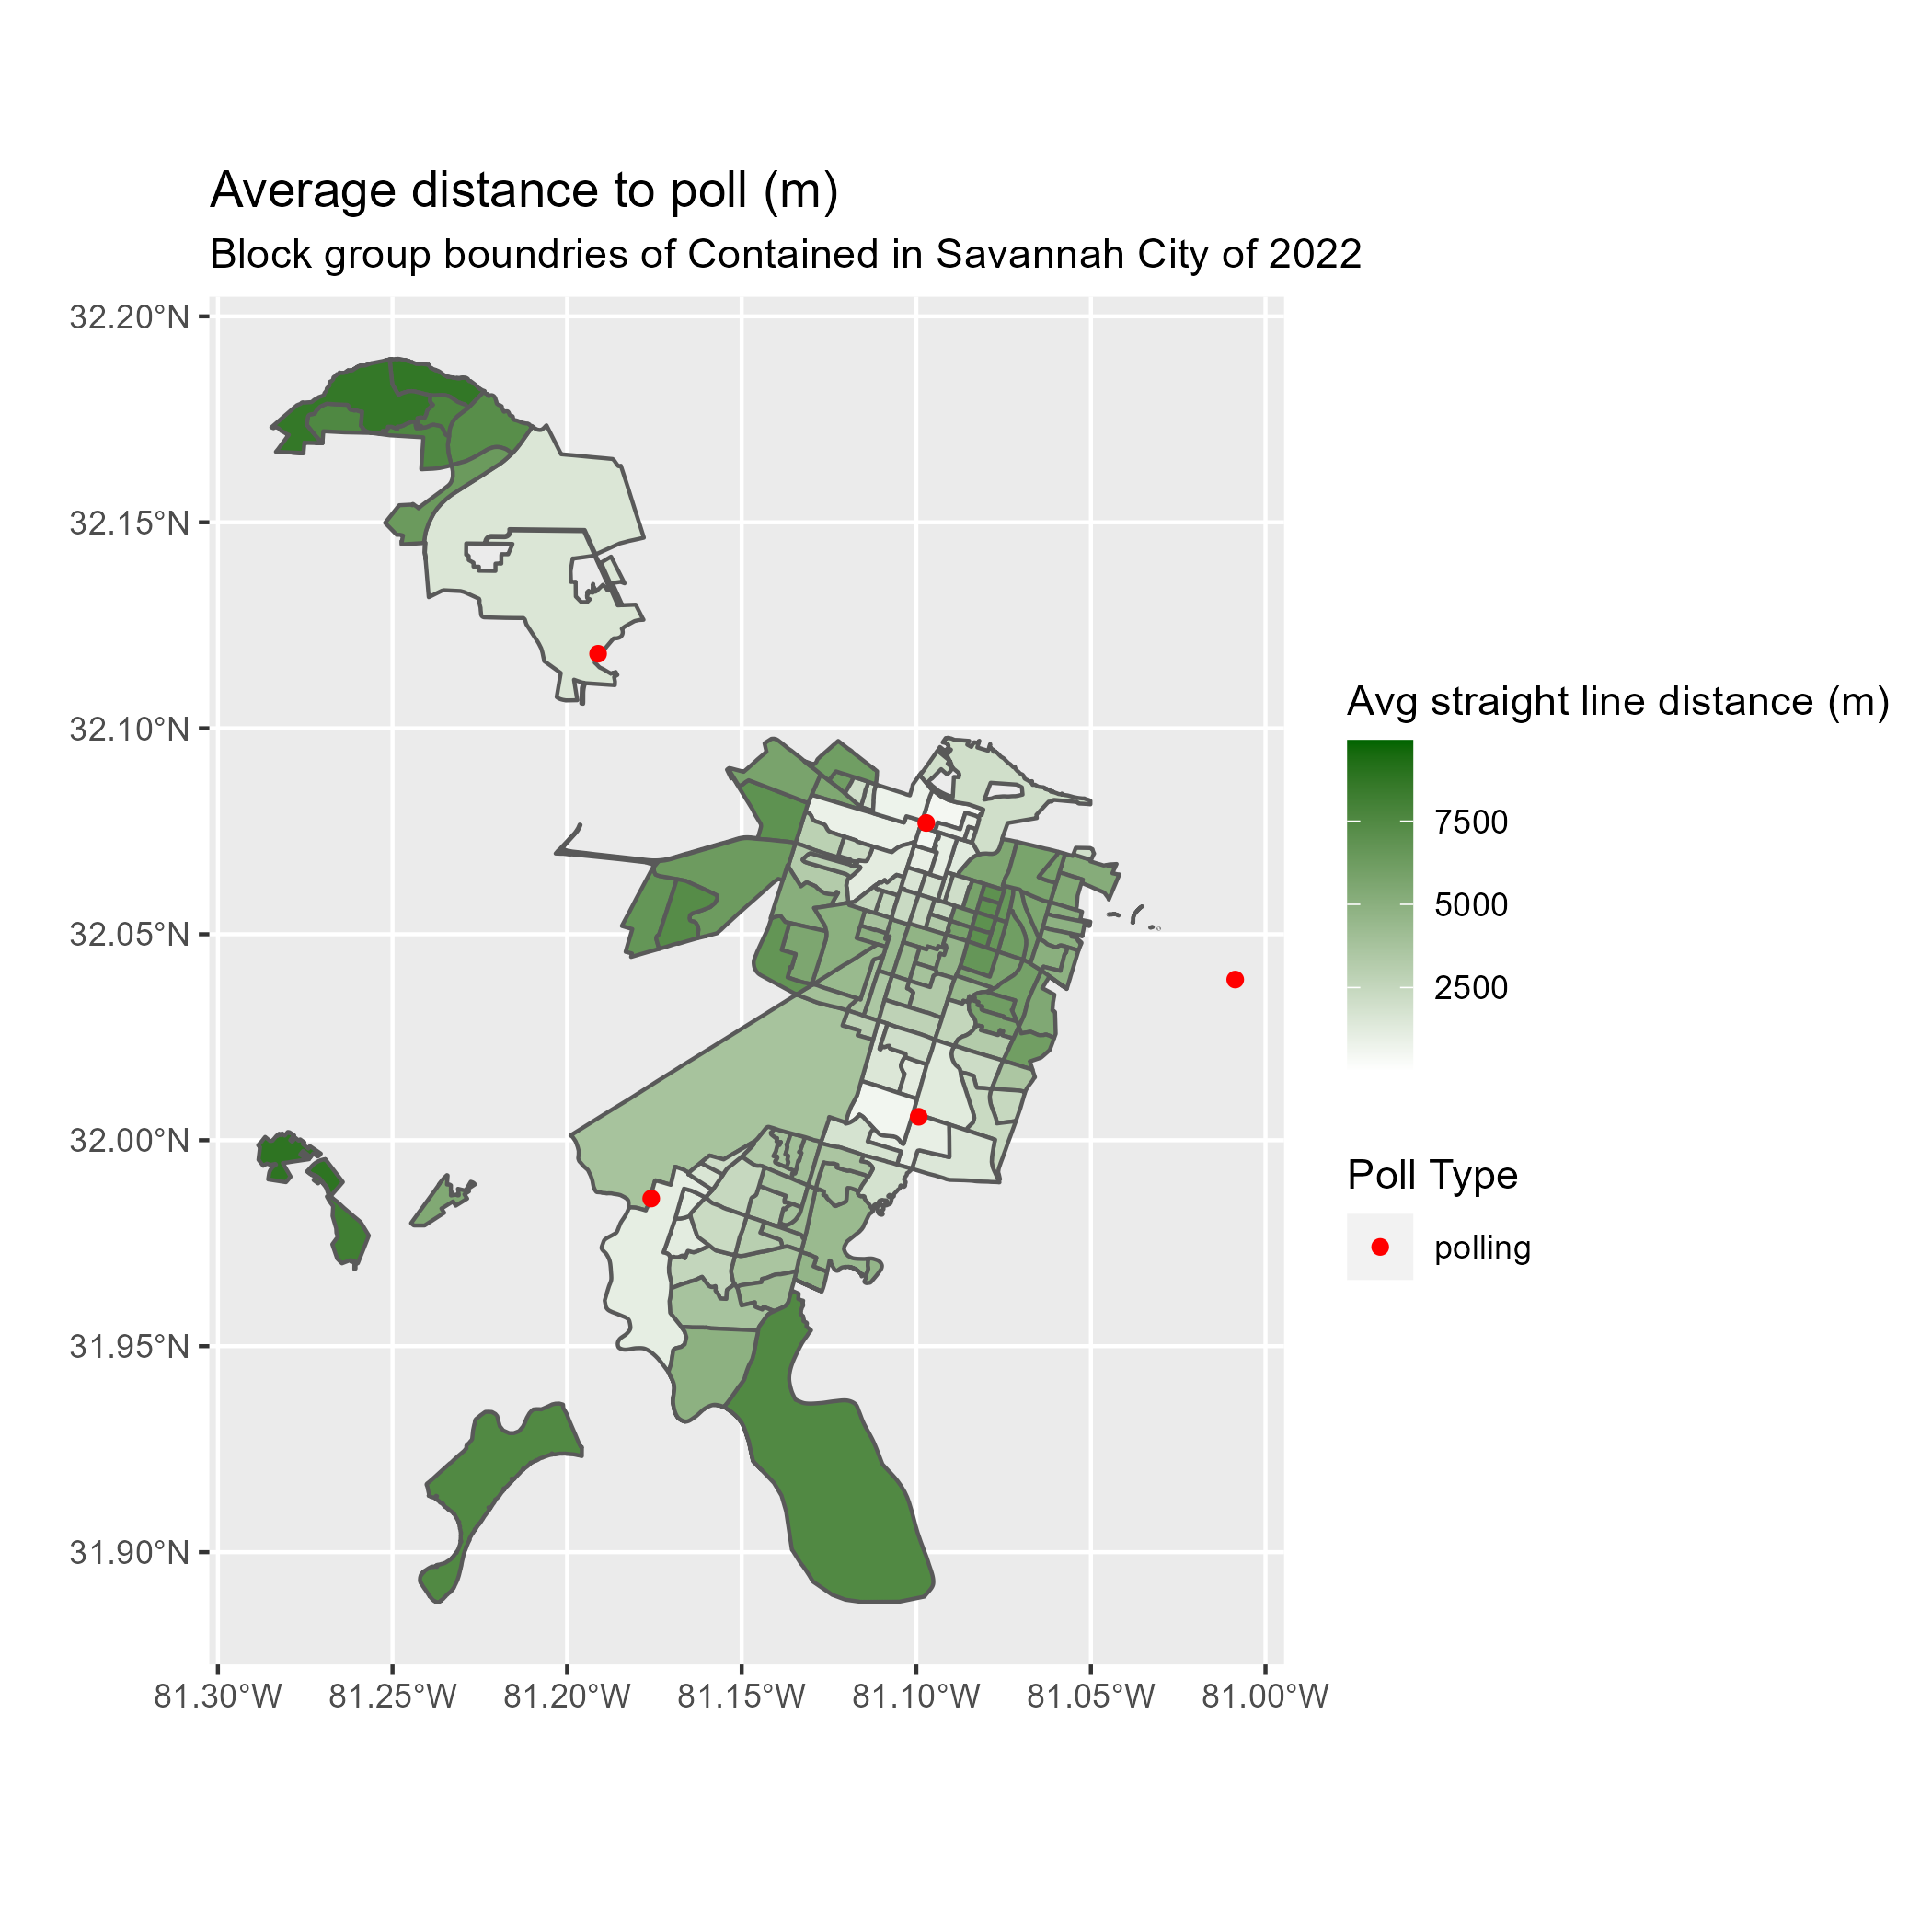 Average distance to poll (m)
Block group boundries of Contained in Savannah City of 2022
32.20°N
32.15°N
32.10°N
32.05°N
32.00°N
31.95°N
31.90°N
81.30°W
81.25°W
81.20°W
81.15°W
81.10°W
81.05°W
81.00°W
Avg straight line distance (m)
7500
5000
2500
Poll Type
polling